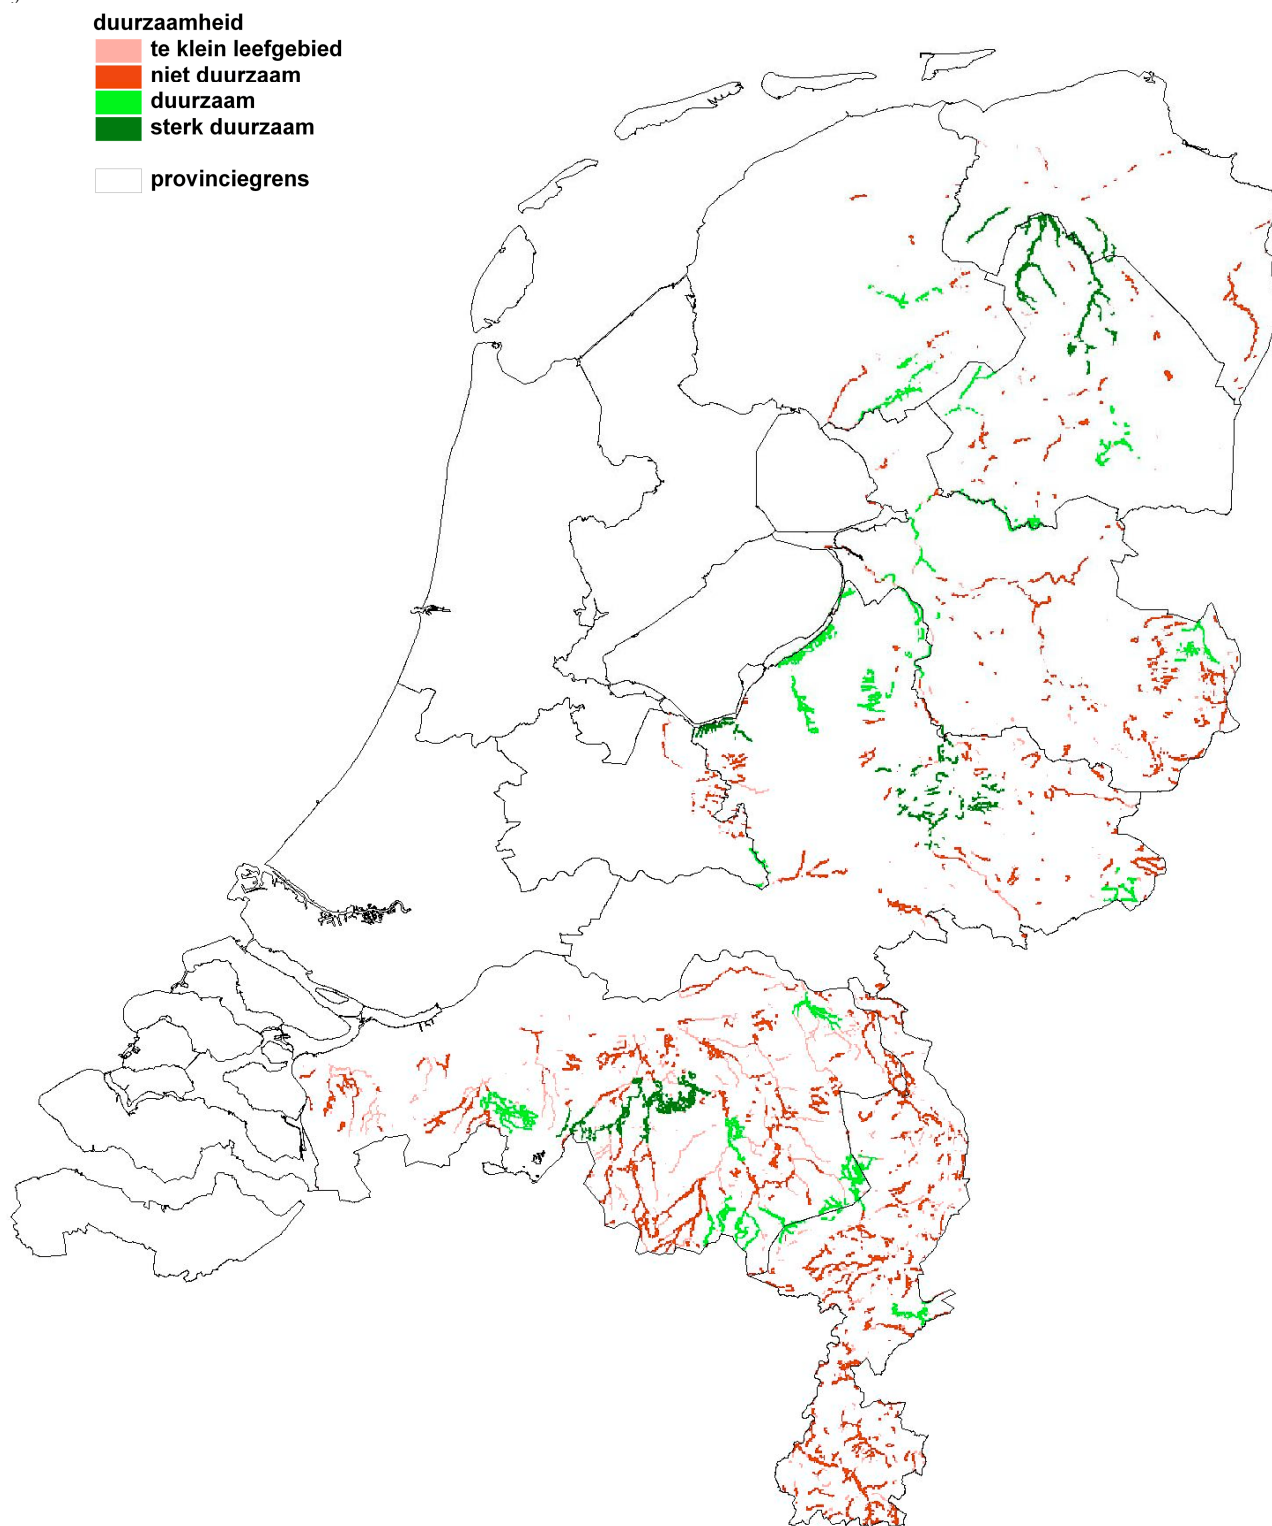 duurzaamheid
te klein leefgebied
niet duurzaam
duurzaam
sterk duurzaam
provinciegrens